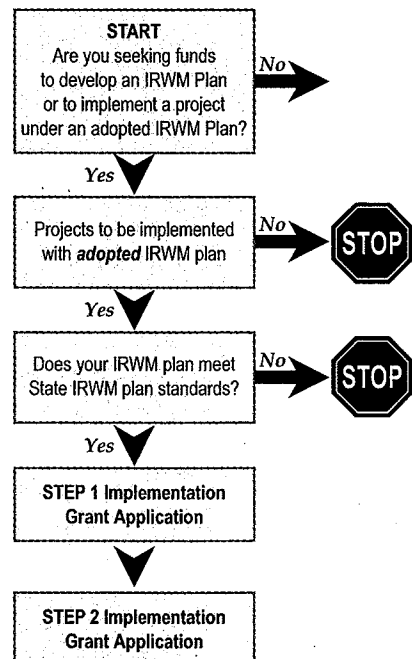 START
Are you seeking funds
to develop an IRWM Plan
or to implement a project
under an adopted IRWM Plan?
No
Yes
Projects to be implemented
with adopted IRWM plan
No
STOP
Yes
Does your IRWM plan meet
State IRWM plan standards?
No
STOP
Yes
STEP 1 Implementation
Grant Application
STEP 2 Implementation
Grant Application